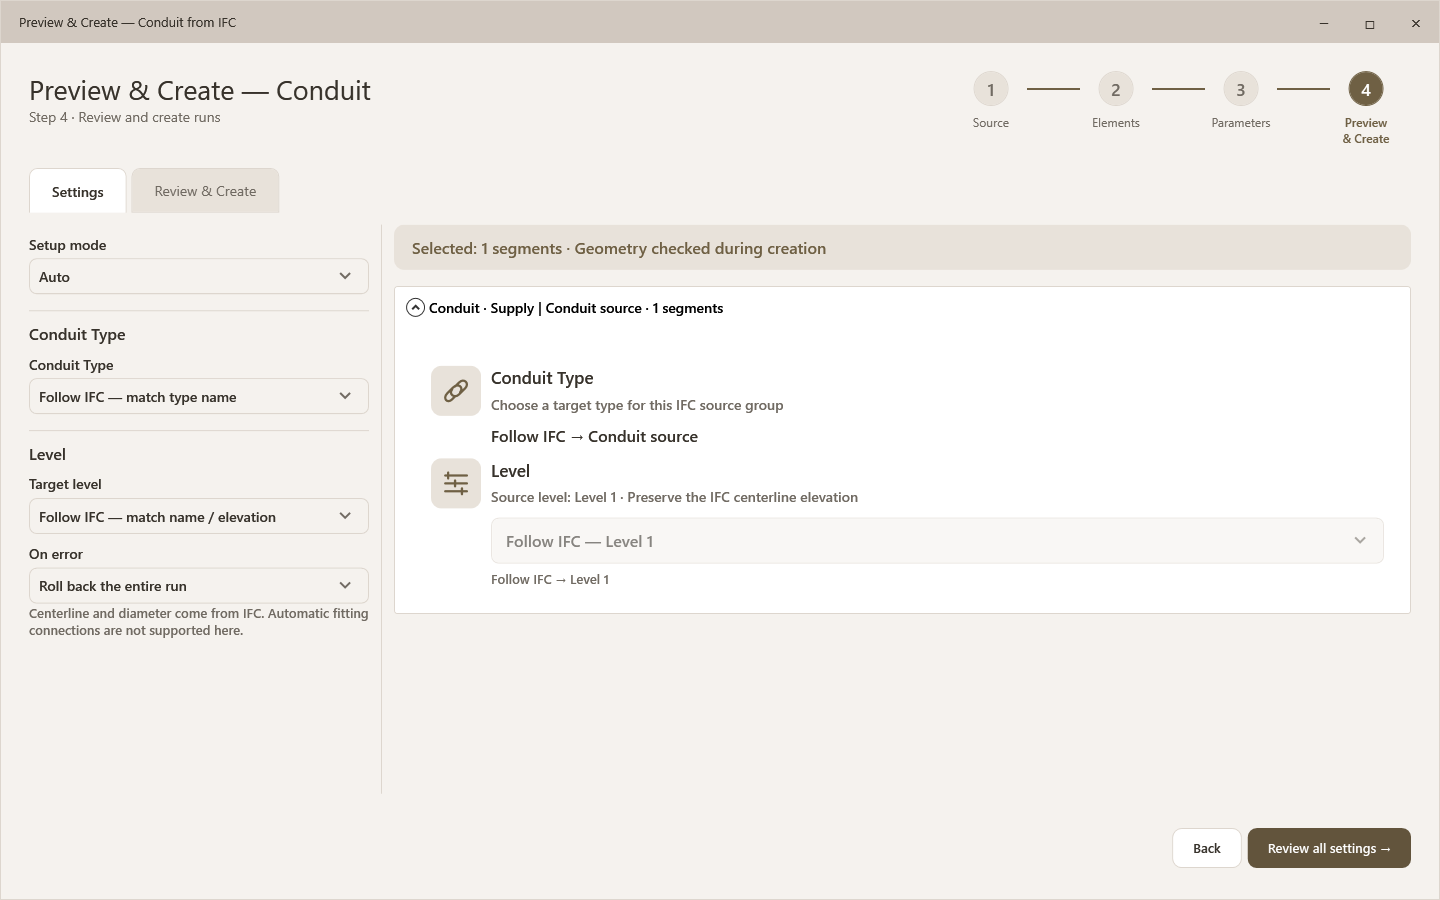 Preview & Create — Conduit from IFC
Preview & Create — Conduit
Step 4 · Review and create runs
1
2
3
4
Source
Elements
Parameters
Preview
& Create
Settings
Review & Create
Setup mode
Auto
Conduit Type
Conduit Type
Follow IFC — match type name
Level
Target level
Follow IFC — match name / elevation
On error
Roll back the entire run
Centerline and diameter come from IFC. Automatic fitting
connections are not supported here.
Selected: 1 segments · Geometry checked during creation
Conduit · Supply | Conduit source · 1 segments
Conduit Type
Choose a target type for this IFC source group
Follow IFC → Conduit source
Level
Source level: Level 1 · Preserve the IFC centerline elevation
Follow IFC — Level 1
Follow IFC → Level 1
Back
Review all settings →